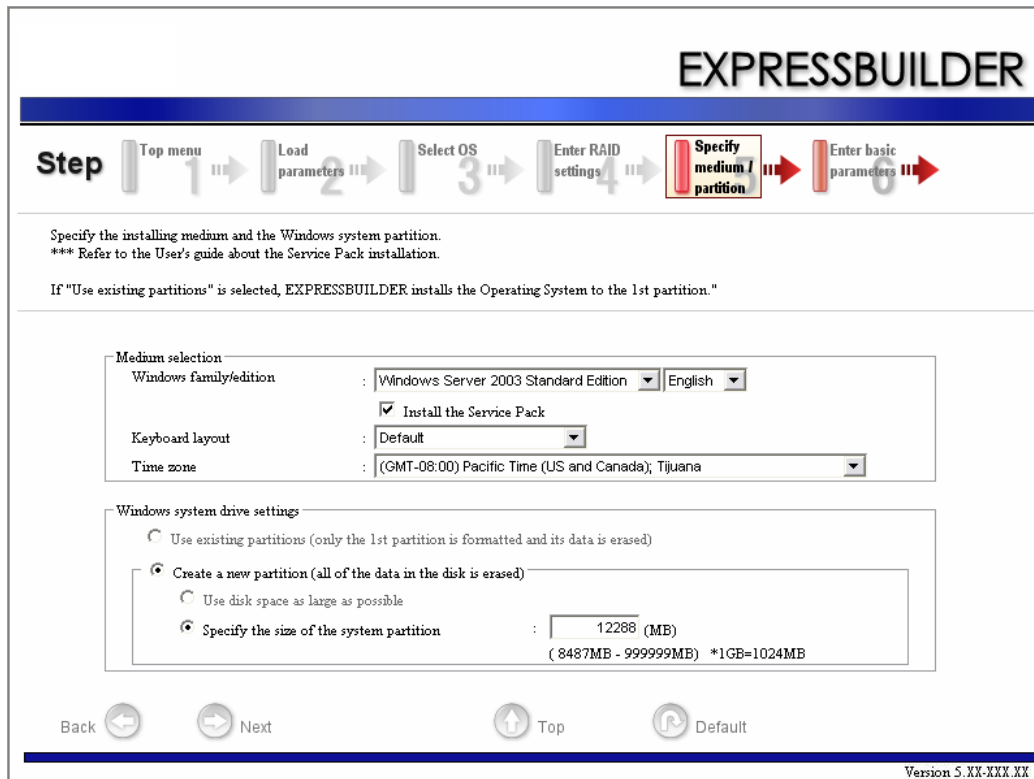 EXPRESSBUILDER
Step
Top menu
1
Load
parameters
2
Select OS
3
Enter RAID
settings
4
Specify
medium /
partition
5
Enter basic
parameters
6
Specify the installing medium and the Windows system partition.
*** Refer to the User's guide about the Service Pack installation.
If "Use existing partitions" is selected, EXPRESSBUILDER installs the Operating System to the 1st partition."
Medium selection
Windows family/edition : Windows Server 2003 Standard Edition English
Install the Service Pack
Keyboard layout : Default
Time zone : (GMT-08:00) Pacific Time (US and Canada); Tijuana
Windows system drive settings
Use existing partitions (only the 1st partition is formatted and its data is erased)
Create a new partition (all of the data in the disk is erased)
Use disk space as large as possible
Specify the size of the system partition : 12288 (MB)
( 8487MB - 999999MB) *1GB=1024MB
Back Next Top Default
Version 5.XX-XXX.XX